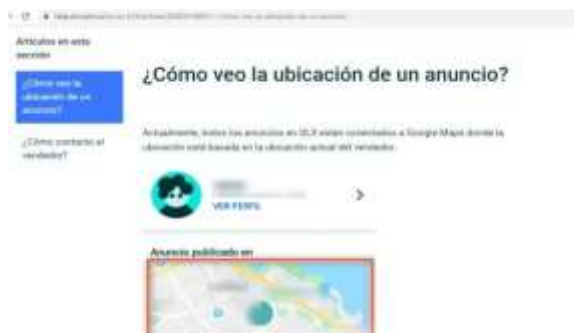 Artículos en esta
sección
¿Cómo veo la
ubicación de un
anuncio?
¿Cómo contacto al
vendedor?
¿Cómo veo la ubicación de un anuncio?
Actualmente, todos los anuncios en OLX están conectados a Google Maps donde la
ubicación está basada en la ubicación actual del vendedor.
VER PERFIL
Anuncio publicado en